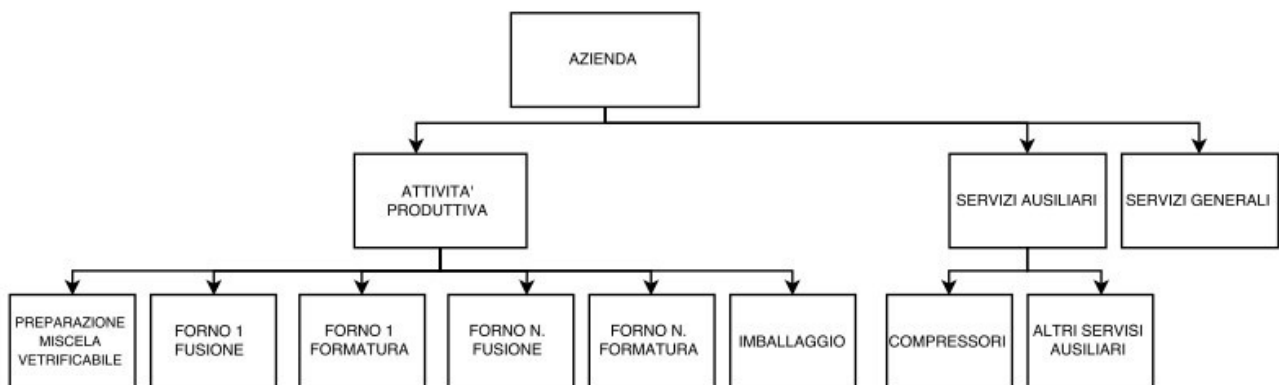 AZIENDA
ATTIVITA'
PRODUTTIVA
SERVIZI AUSILIARI
SERVIZI GENERALI
PREPARAZIONE
MISCELA
VETRIFICABILE
FORNO 1
FUSIONE
FORNO 1
FORMATURA
FORNO N.
FUSIONE
FORNO N.
FORMATURA
IMBALLAGGIO
COMPRESSORI
ALTRI SERVISI
AUSILIARI